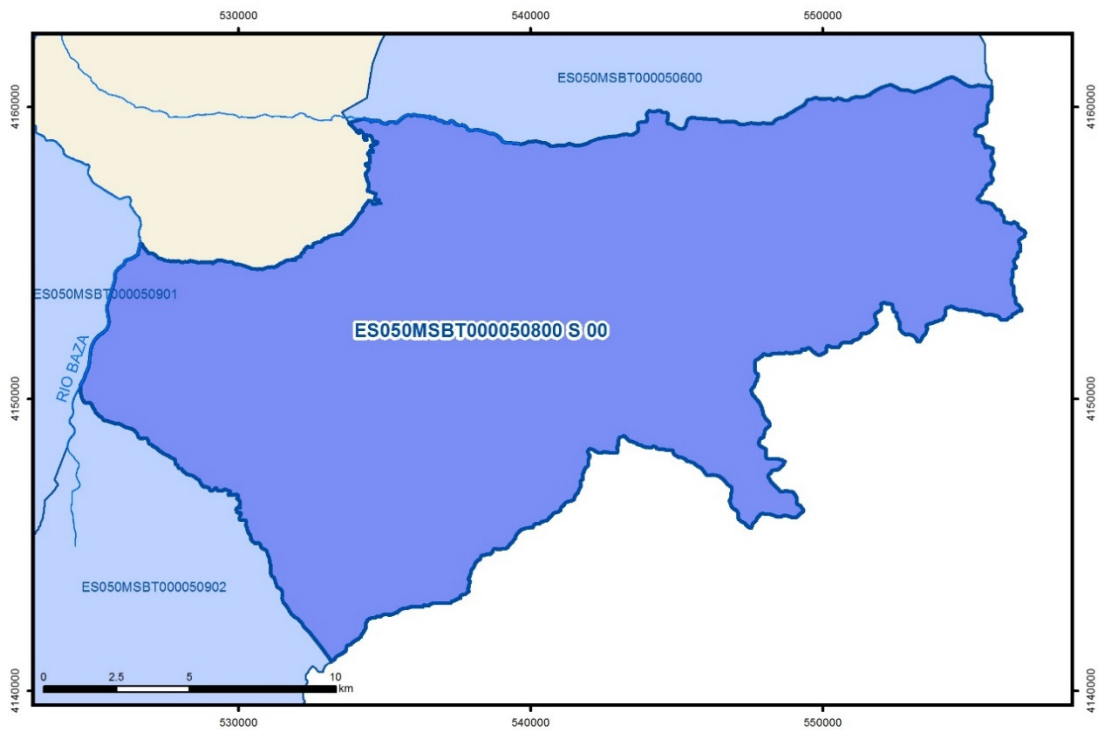 530000
540000
550000
ES050MSBT000050600
4160000
4160000
ES050MSBT000050901
ES050MSBT000050800 S 00
RIO BAZA
4150000
4150000
ES050MSBT000050902
0
2.5
5
10
km
4140000
4140000
530000
540000
550000